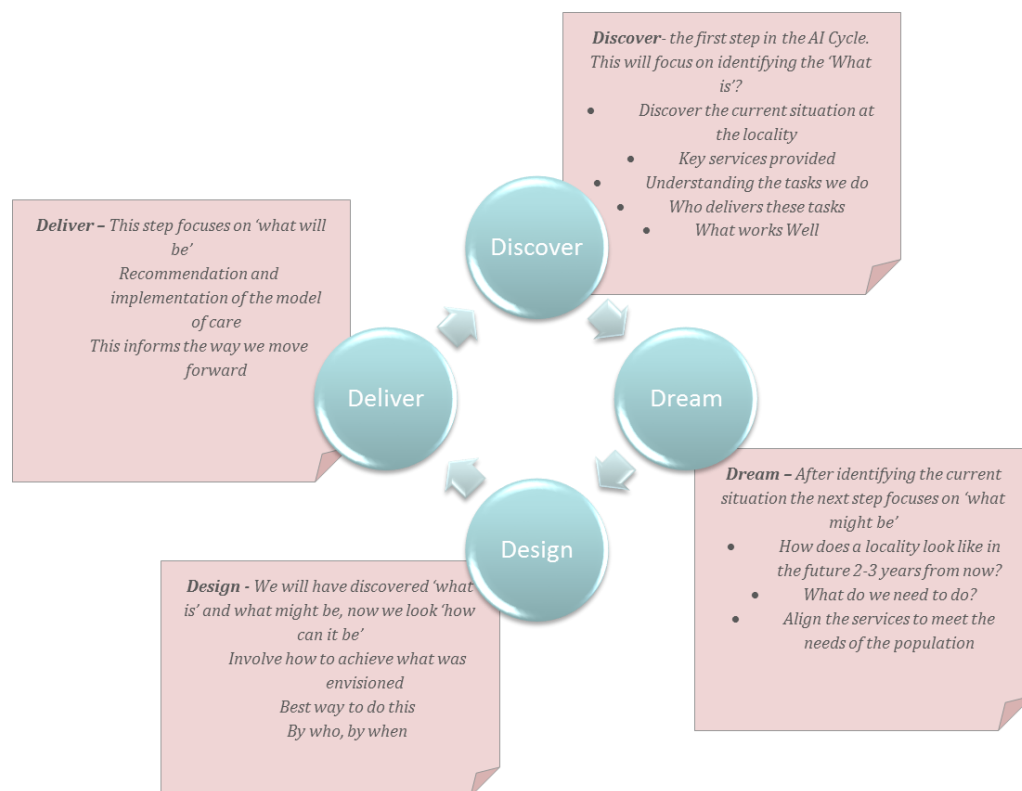 Discover- the first step in the AI Cycle.
This will focus on identifying the ‘What
is’?
• Discover the current situation at
the locality
• Key services provided
• Understanding the tasks we do
• Who delivers these tasks
• What works Well
Discover
Dream
Dream – After identifying the current
situation the next step focuses on ‘what
might be’
• How does a locality look like in
the future 2-3 years from now?
• What do we need to do?
• Align the services to meet the
needs of the population
Design
Design - We will have discovered ‘what
is’ and what might be, now we look ‘how
can it be’
Involve how to achieve what was
envisioned
Best way to do this
By who, by when
Deliver
Deliver – This step focuses on ‘what will
be’
Recommendation and
implementation of the model
of care
This informs the way we move
forward